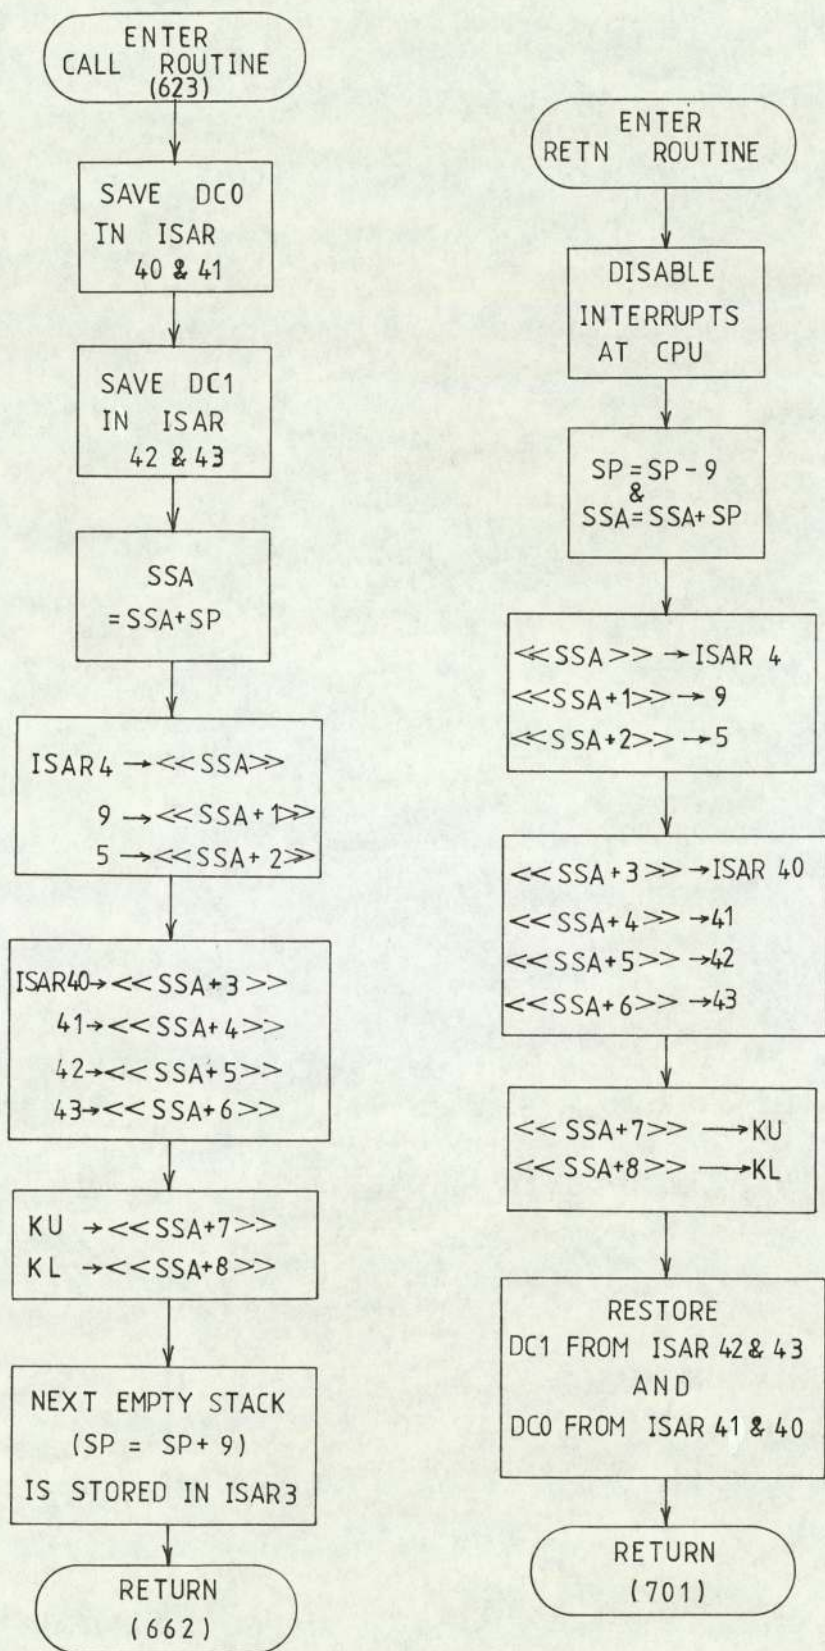 ENTER
CALL ROUTINE
(623)
SAVE DC0
TN ISAR
40 & 41
SAVE DC1
IN ISAR
42 & 43
SSA
=SSA+SP
ISAR4 →<<SSA>>
9 →<<SSA+1>>
5 →<<SSA+2>>
ISAR40→<<SSA+3>>
41→<<SSA+4>>
42→<<SSA+5>>
43→<<SSA+6>>
KU →<<SSA+7>>
KL →<<SSA+8>>
NEXT EMPTY STACK
(SP = SP+ 9)
IS STORED IN ISAR3
RETURN
(662)
ENTER
RETN ROUTINE
DISABLE
INTERRUPTS
AT CPU
SP=SP-9
&
SSA=SSA+SP
<<SSA>> →ISAR 4
<<SSA+1>>→9
<<SSA+2>>→5
<<SSA+3>>→ISAR 40
<<SSA+4>>→41
<<SSA+5>>→42
<<SSA+6>>→43
<<SSA+7>>→KU
<<SSA+8>>→KL
RESTORE
DC1 FROM ISAR 42& 43
AND
DC0 FROM ISAR 41 & 40
RETURN
(701)